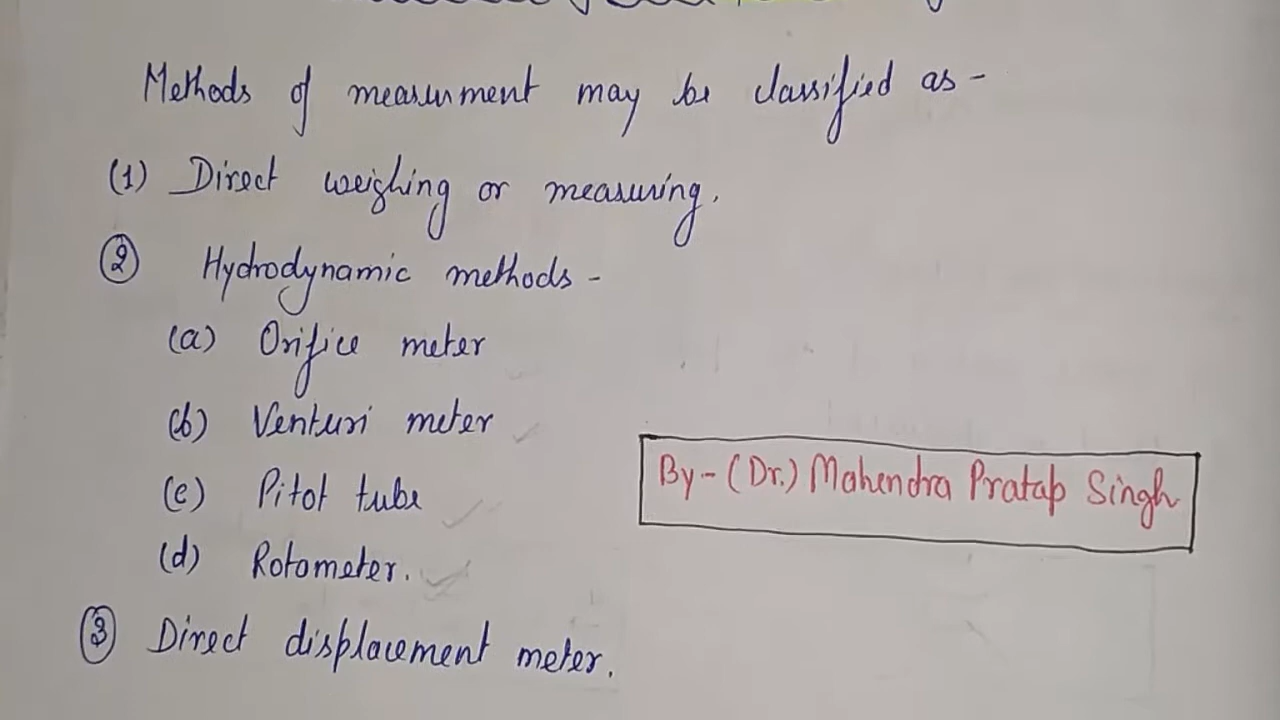 Methods of measurment may be classified as -
(1) Direct weighing or measuring.
(2) Hydrodynamic methods -
(a) Orifice meter
(b) Venturi meter
(c) Pitot tube
(d) Rotometer.
By - (Dr.) Mahendra Pratap Singh
(3) Direct displacement meter.